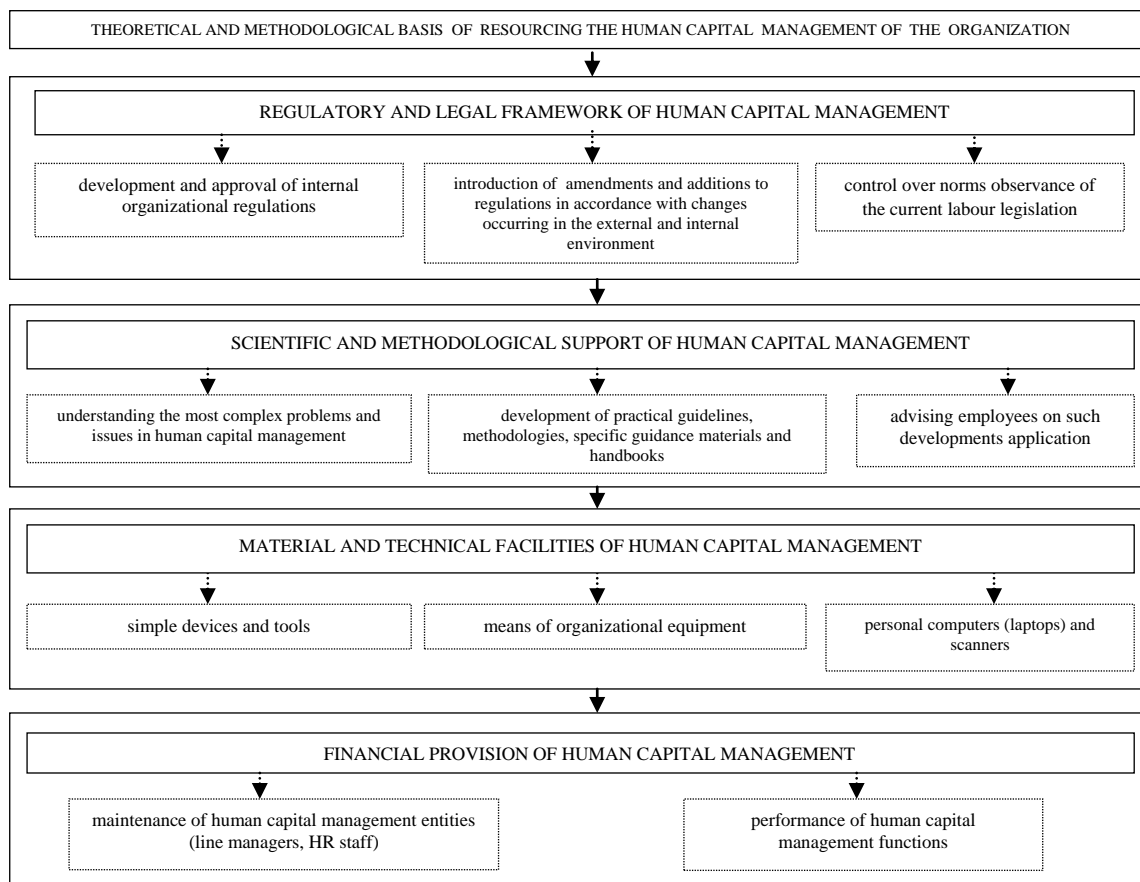 THEORETICAL AND METHODOLOGICAL BASIS OF RESOURCING THE HUMAN CAPITAL MANAGEMENT OF THE ORGANIZATION
REGULATORY AND LEGAL FRAMEWORK OF HUMAN CAPITAL MANAGEMENT
development and approval of internal
organizational regulations
introduction of amendments and additions to
regulations in accordance with changes
occurring in the external and internal
environment
control over norms observance of
the current labour legislation
SCIENTIFIC AND METHODOLOGICAL SUPPORT OF HUMAN CAPITAL MANAGEMENT
understanding the most complex problems and
issues in human capital management
development of practical guidelines,
methodologies, specific guidance materials and
handbooks
advising employees on such
developments application
MATERIAL AND TECHNICAL FACILITIES OF HUMAN CAPITAL MANAGEMENT
simple devices and tools
means of organizational equipment
personal computers (laptops) and
scanners
FINANCIAL PROVISION OF HUMAN CAPITAL MANAGEMENT
maintenance of human capital management entities
(line managers, HR staff)
performance of human capital
management functions